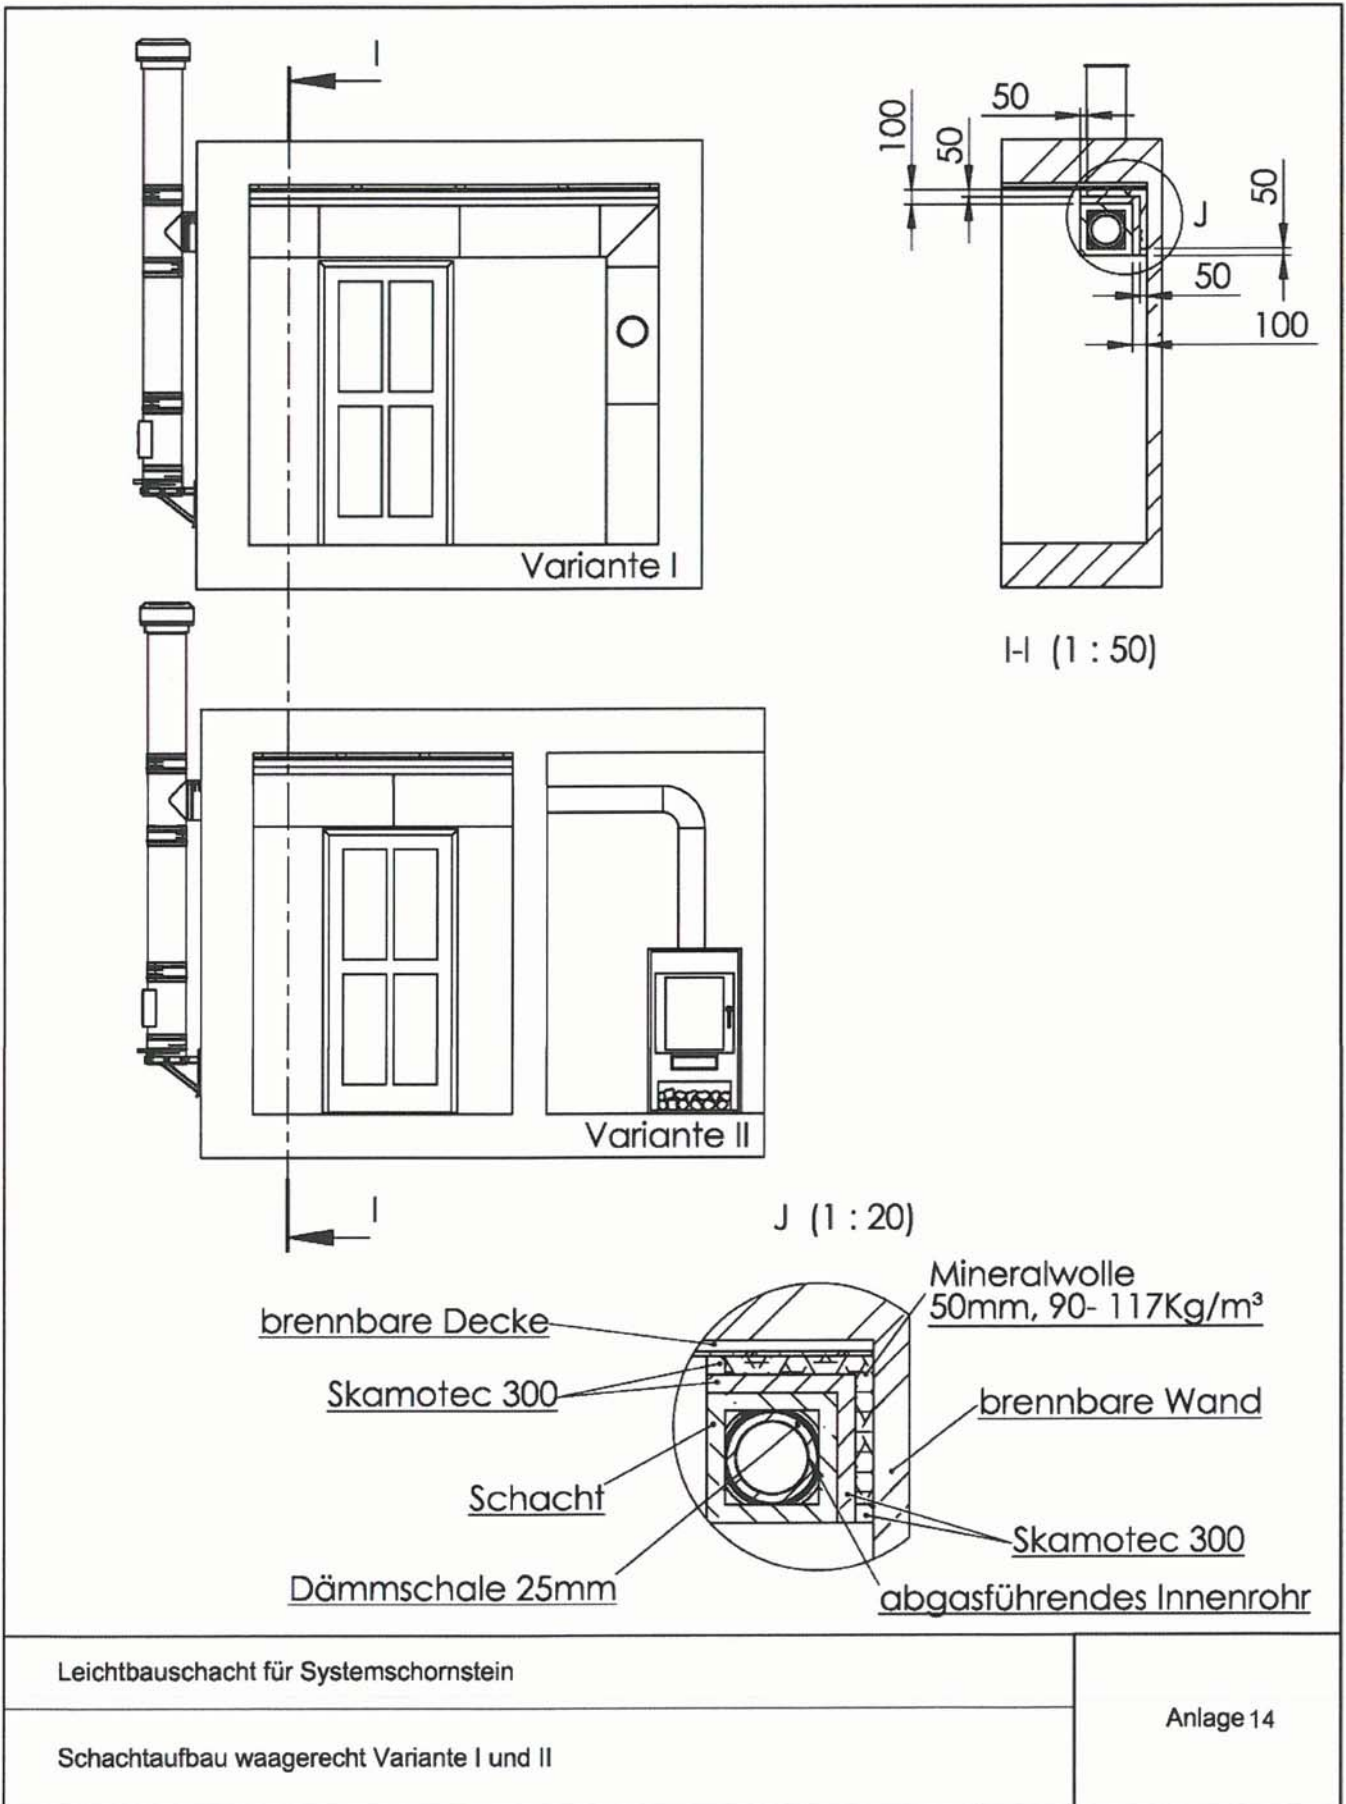 I
50
100
50
50
J
50
100
Variante I
I-I (1 : 50)
Variante II
I
J (1 : 20)
Mineralwolle
50mm, 90- 117Kg/m³
brennbare Decke
Skamotec 300
brennbare Wand
Schacht
Skamotec 300
Dämmschale 25mm
abgasführendes Innenrohr
Leichtbauschacht für Systemschornstein
Anlage 14
Schachtaufbau waagerecht Variante I und II